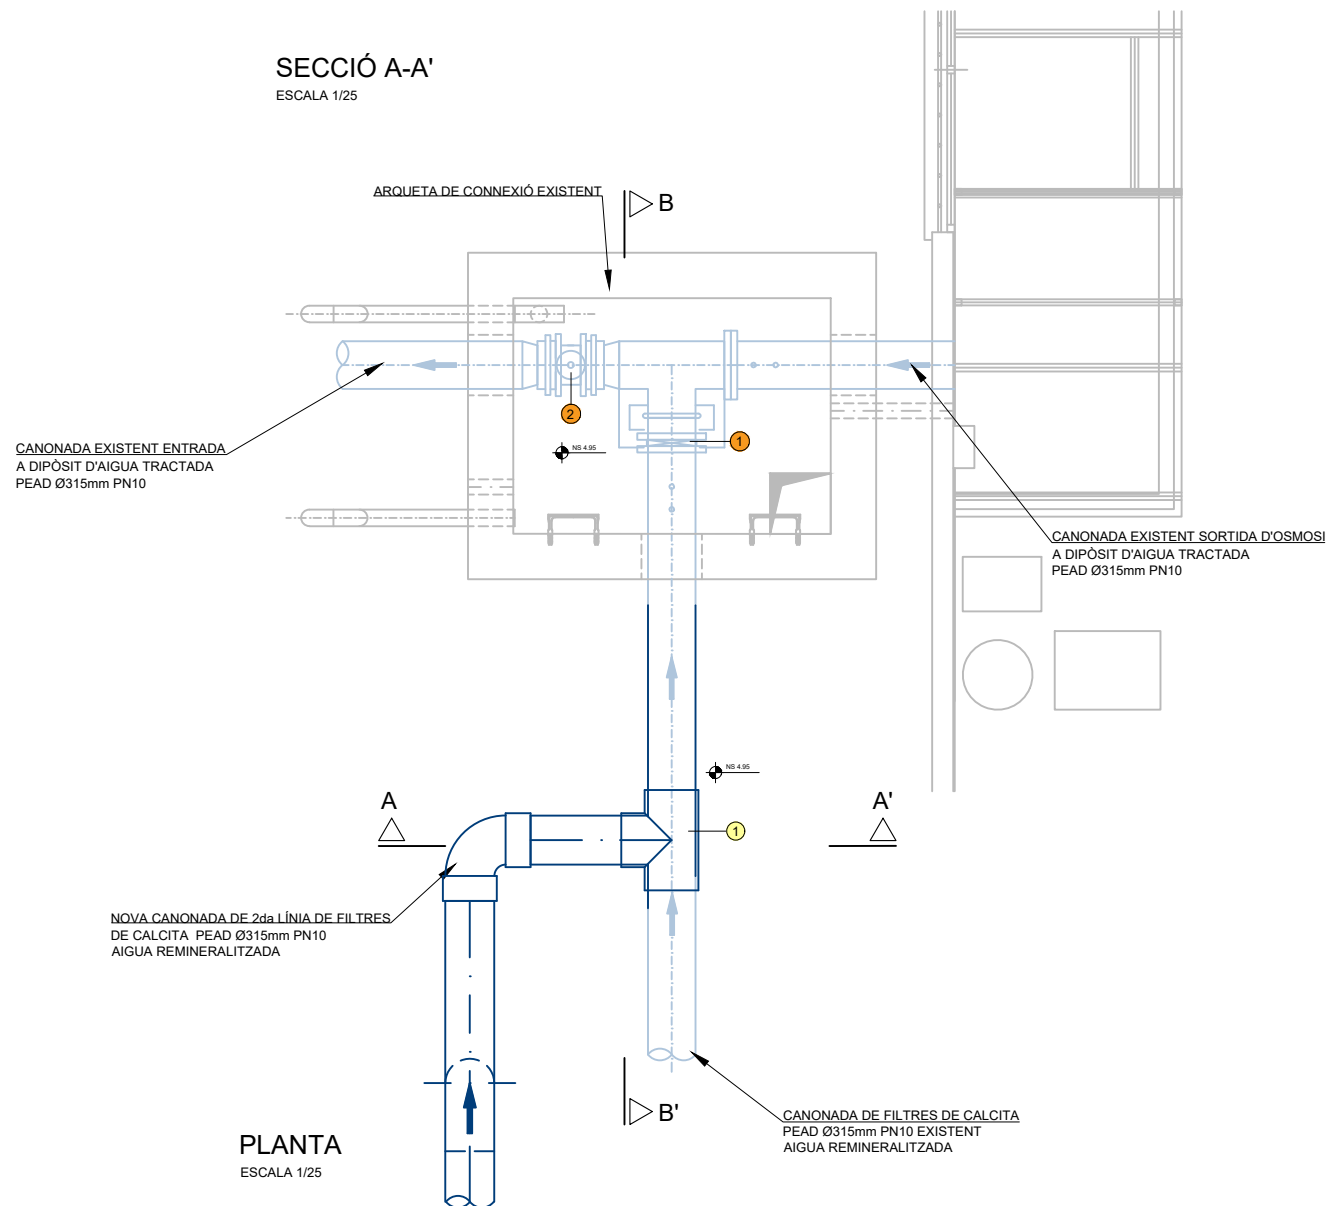 SECCIÓ A-A'
ESCALA 1/25
ARQUETA DE CONNEXIÓ EXISTENT
B
2
1
NS 4.95
CANONADA EXISTENT ENTRADA
A DIPÒSIT D'AIGUA TRACTADA
PEAD Ø315mm PN10
CANONADA EXISTENT SORTIDA D'OSMOSI
A DIPÒSIT D'AIGUA TRACTADA
PEAD Ø315mm PN10
NS 4.95
A
A'
1
NOVA CANONADA DE 2da LÍNIA DE FILTRES
DE CALCITA PEAD Ø315mm PN10
AIGUA REMINERALITZADA
B'
CANONADA DE FILTRES DE CALCITA
PEAD Ø315mm PN10 EXISTENT
AIGUA REMINERALITZADA
PLANTA
ESCALA 1/25